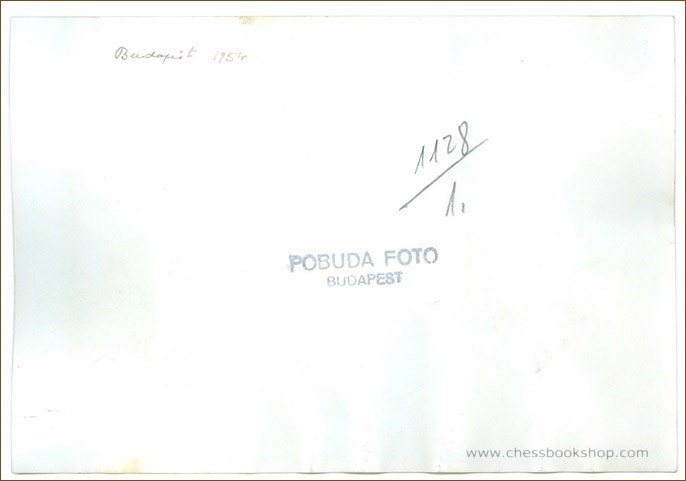 Budapest 1954
1128
1.
POBUDA FOTO
BUDAPEST
www.chessbookshop.com